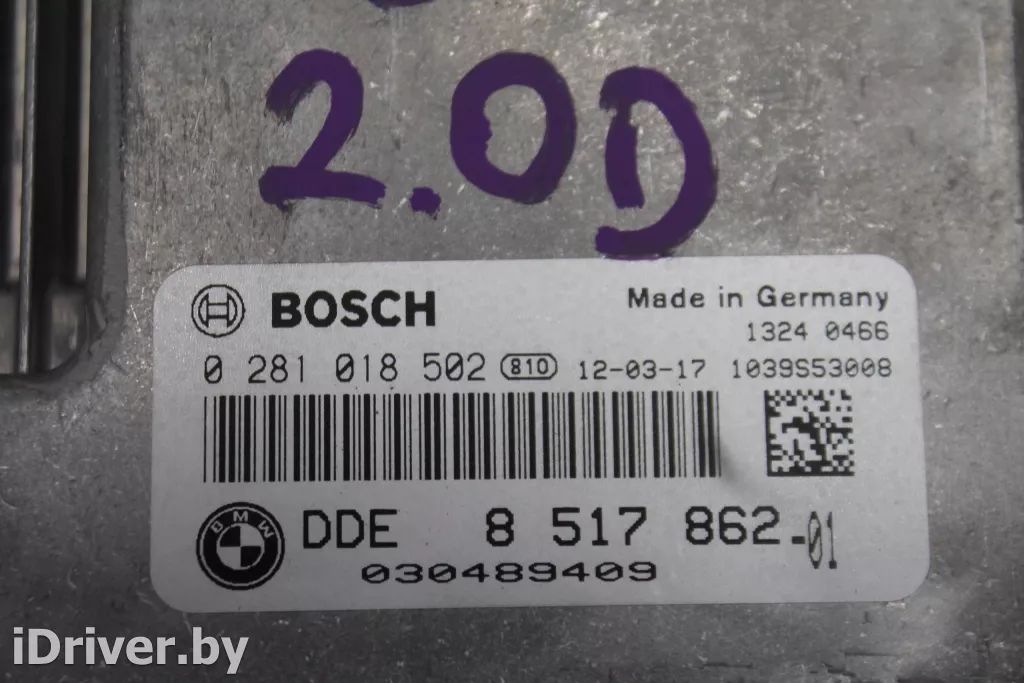 2.0D
BOSCH
Made in Germany
1324 0466
0 281 018 502 810 12-03-17 1039S53008
BMW
DDE 8 517 862-01
030489409
iDriver.by